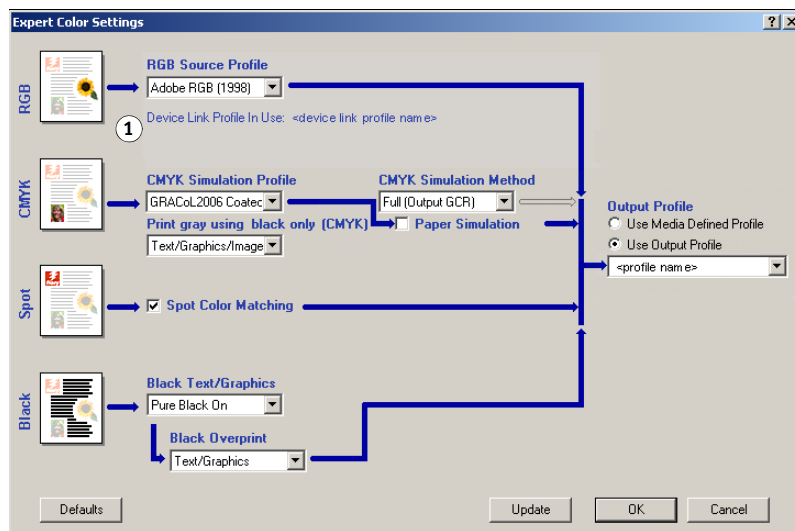 Expert Color Settings
RGB
RGB Source Profile
Adobe RGB (1998)
1
Device Link Profile In Use: <device link profile name>
CMYK
CMYK Simulation Profile
GRACoL2006 Coated
CMYK Simulation Method
Full (Output GCR)
Print gray using black only (CMYK)
Text/Graphics/Image
Paper Simulation
Output Profile
Use Media Defined Profile
Use Output Profile
<profile name>
Spot
Spot Color Matching
Black
Black Text/Graphics
Pure Black On
Black Overprint
Text/Graphics
Defaults
Update
OK
Cancel